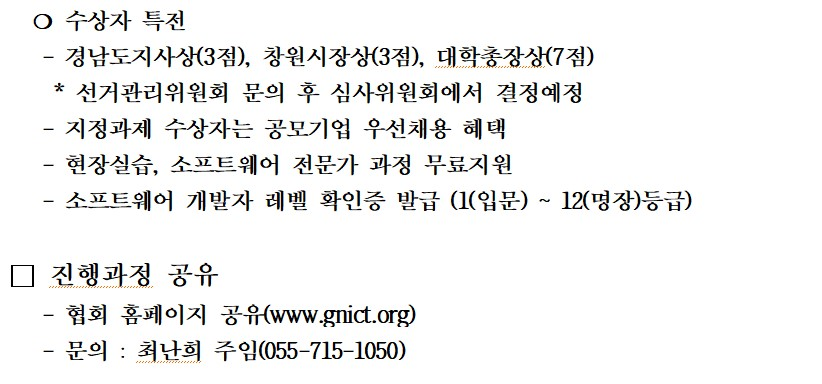 ❍ 수상자 특전
- 경남도지사상(3점), 창원시장상(3점), 대학총장상(7점)
* 선거관리위원회 문의 후 심사위원회에서 결정예정
- 지정과제 수상자는 공모기업 우선채용 혜택
- 현장실습, 소프트웨어 전문가 과정 무료지원
- 소프트웨어 개발자 레벨 확인증 발급 (1(입문) ~ 12(명장)등급)
□ 진행과정 공유
- 협회 홈페이지 공유(www.gnict.org)
- 문의 : 최난희 주임(055-715-1050)